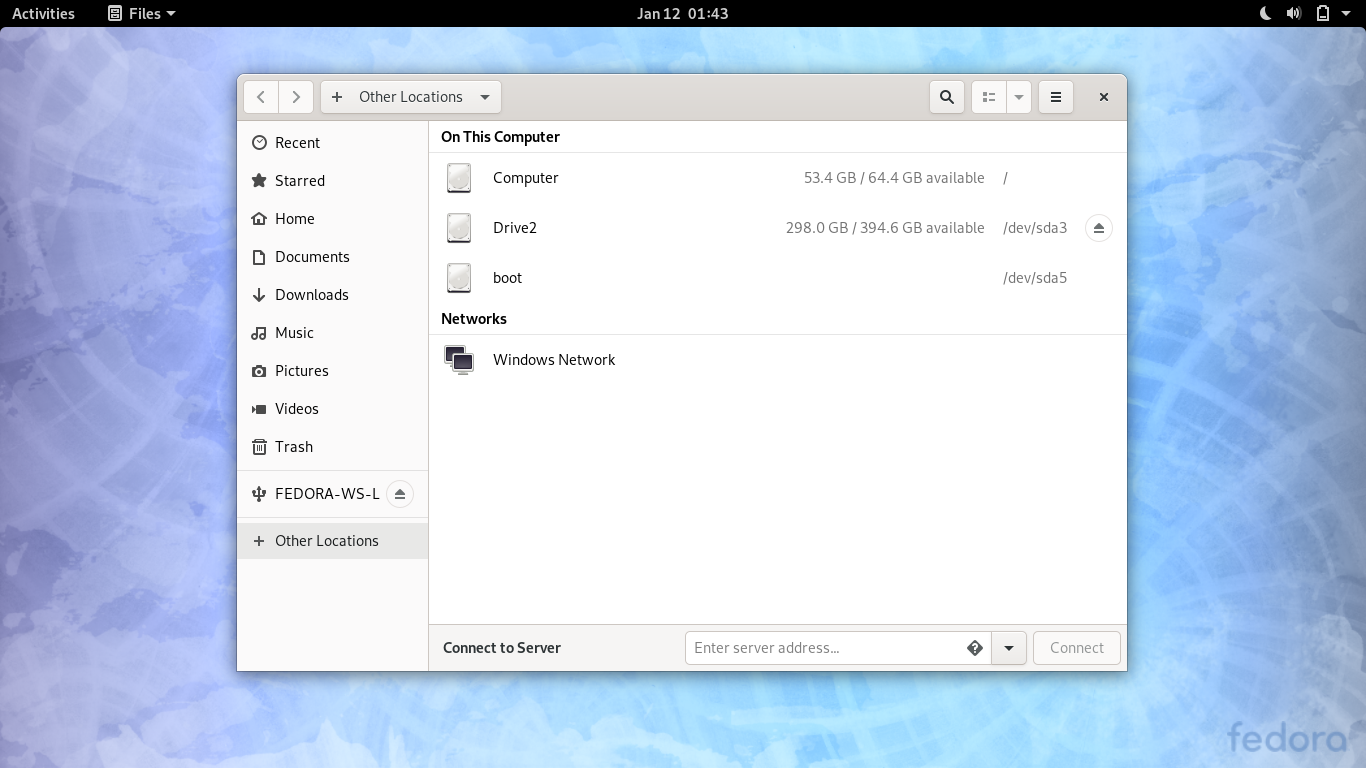 Activities Files Jan 12 01:43
Other Locations
Recent
Starred
Home
Documents
Downloads
Music
Pictures
Videos
Trash
FEDORA-WS-L
Other Locations
On This Computer
Computer 53.4 GB / 64.4 GB available /
Drive2 298.0 GB / 394.6 GB available /dev/sda3
boot /dev/sda5
Networks
Windows Network
Connect to Server Enter server address... Connect
fedora